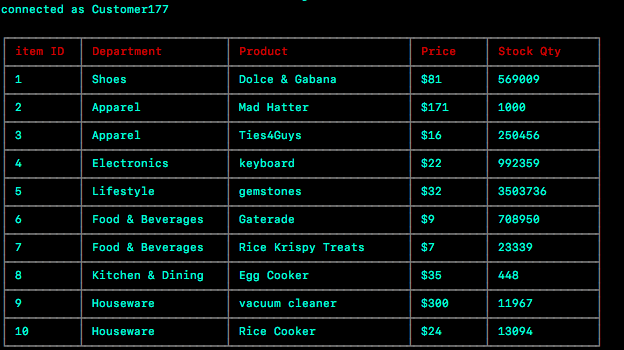 connected as Customer177
item ID Department Product Price Stock Qty
1 Shoes Dolce & Gabana $81 569009
2 Apparel Mad Hatter $171 1000
3 Apparel Ties4Guys $16 250456
4 Electronics keyboard $22 992359
5 Lifestyle gemstones $32 3503736
6 Food & Beverages Gaterade $9 708950
7 Food & Beverages Rice Krispy Treats $7 23339
8 Kitchen & Dining Egg Cooker $35 448
9 Houseware vacuum cleaner $300 11967
10 Houseware Rice Cooker $24 13094